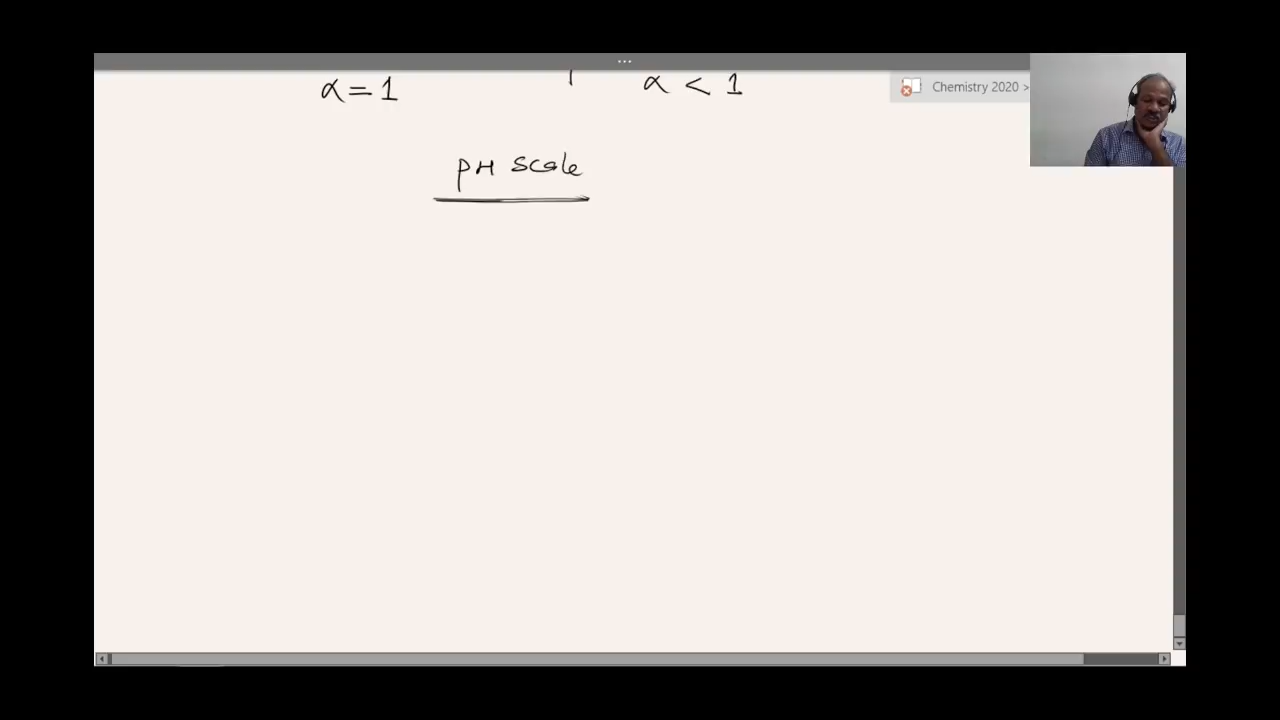 α = 1
α < 1
Chemistry 2020 >
pH scale